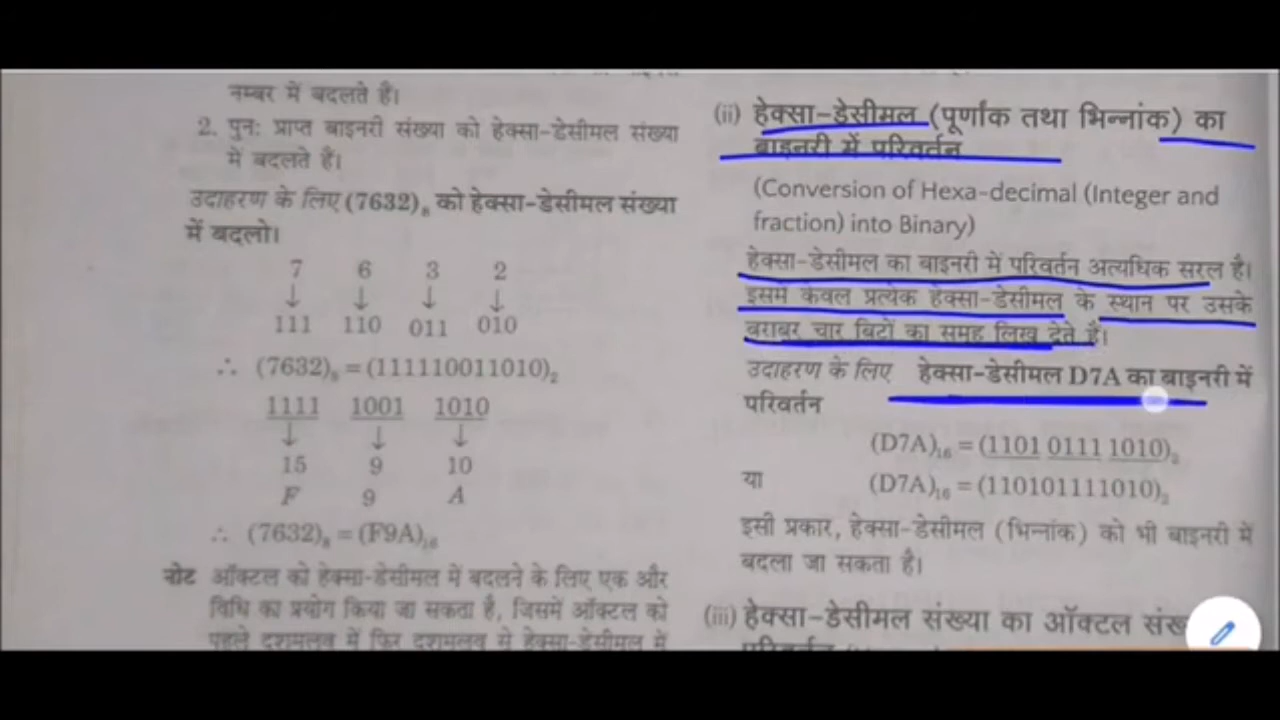 नम्बर में बदलते हैं।
2. पुनः प्राप्त बाइनरी संख्या को हेक्सा-डेसीमल संख्या
में बदलते हैं।
उदाहरण के लिए (7632)₈ को हेक्सा-डेसीमल संख्या
में बदलो।
7 6 3 2
↓ ↓ ↓ ↓
111 110 011 010
∴ (7632)₈ = (111110011010)₂
1111 1001 1010
↓ ↓ ↓
15 9 10
F 9 A
∴ (7632)₈ = (F9A)₁₆
नोट ऑक्टल को हेक्सा-डेसीमल में बदलने के लिए एक और
विधि का प्रयोग किया जा सकता है, जिसमें ऑक्टल को
पहले दशमलव में फिर दशमलव से हेक्सा-डेसीमल में
(ii) हेक्सा-डेसीमल (पूर्णांक तथा भिन्नांक) का
बाइनरी में परिवर्तन
(Conversion of Hexa-decimal (Integer and
fraction) into Binary)
हेक्सा-डेसीमल का बाइनरी में परिवर्तन अत्यधिक सरल है।
इसमें केवल प्रत्येक हेक्सा-डेसीमल के स्थान पर उसके
बराबर चार बिटों का समूह लिख देते हैं।
उदाहरण के लिए हेक्सा-डेसीमल D7A का बाइनरी में
परिवर्तन
(D7A)₁₆ = (1101 0111 1010)₂
या (D7A)₁₆ = (110101111010)₂
इसी प्रकार, हेक्सा-डेसीमल (भिन्नांक) को भी बाइनरी में
बदला जा सकता है।
(iii) हेक्सा-डेसीमल संख्या का ऑक्टल